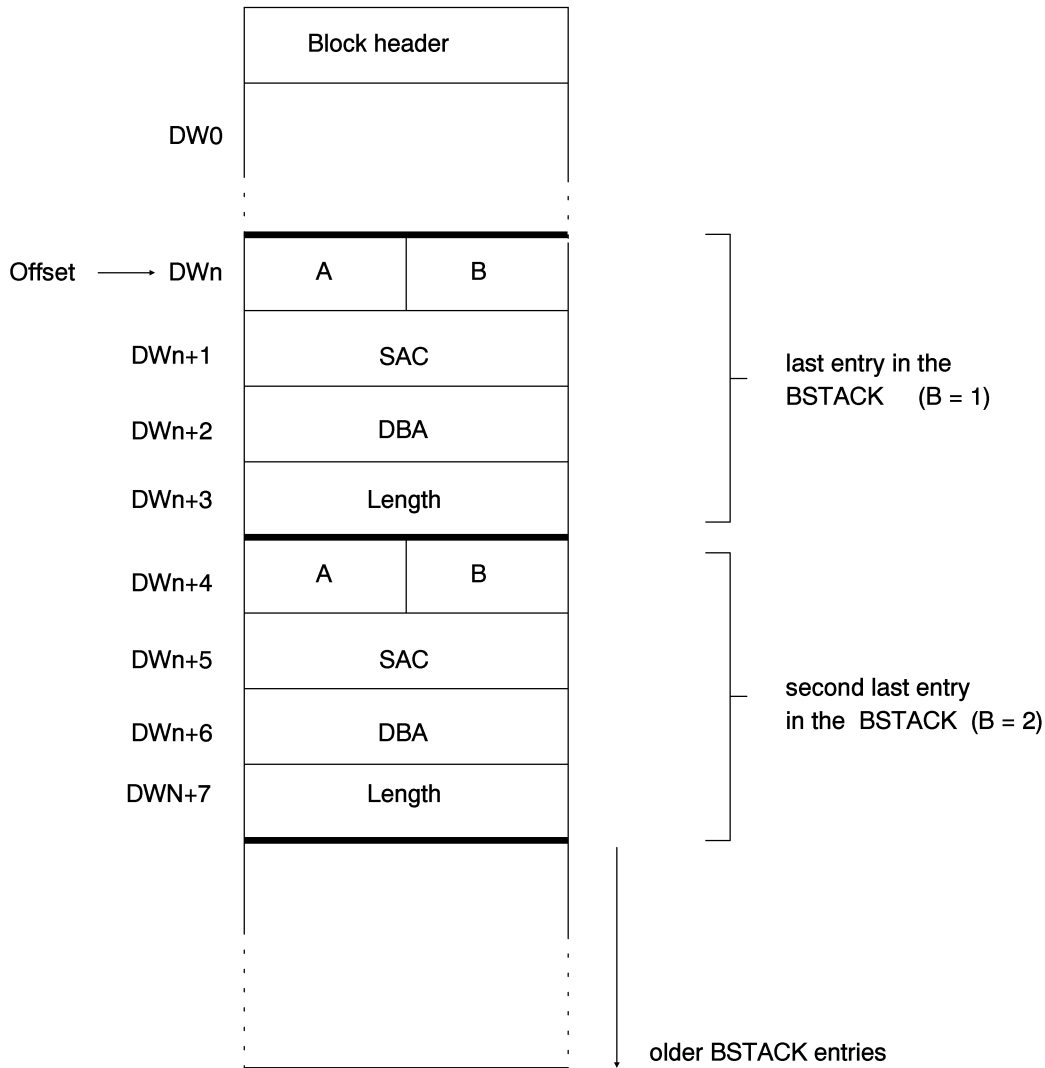 Block header
DW0
Offset DWn A B
DWn+1 SAC
last entry in the
BSTACK (B = 1)
DWn+2 DBA
DWn+3 Length
DWn+4 A B
DWn+5 SAC
second last entry
in the BSTACK (B = 2)
DWn+6 DBA
DWN+7 Length
older BSTACK entries